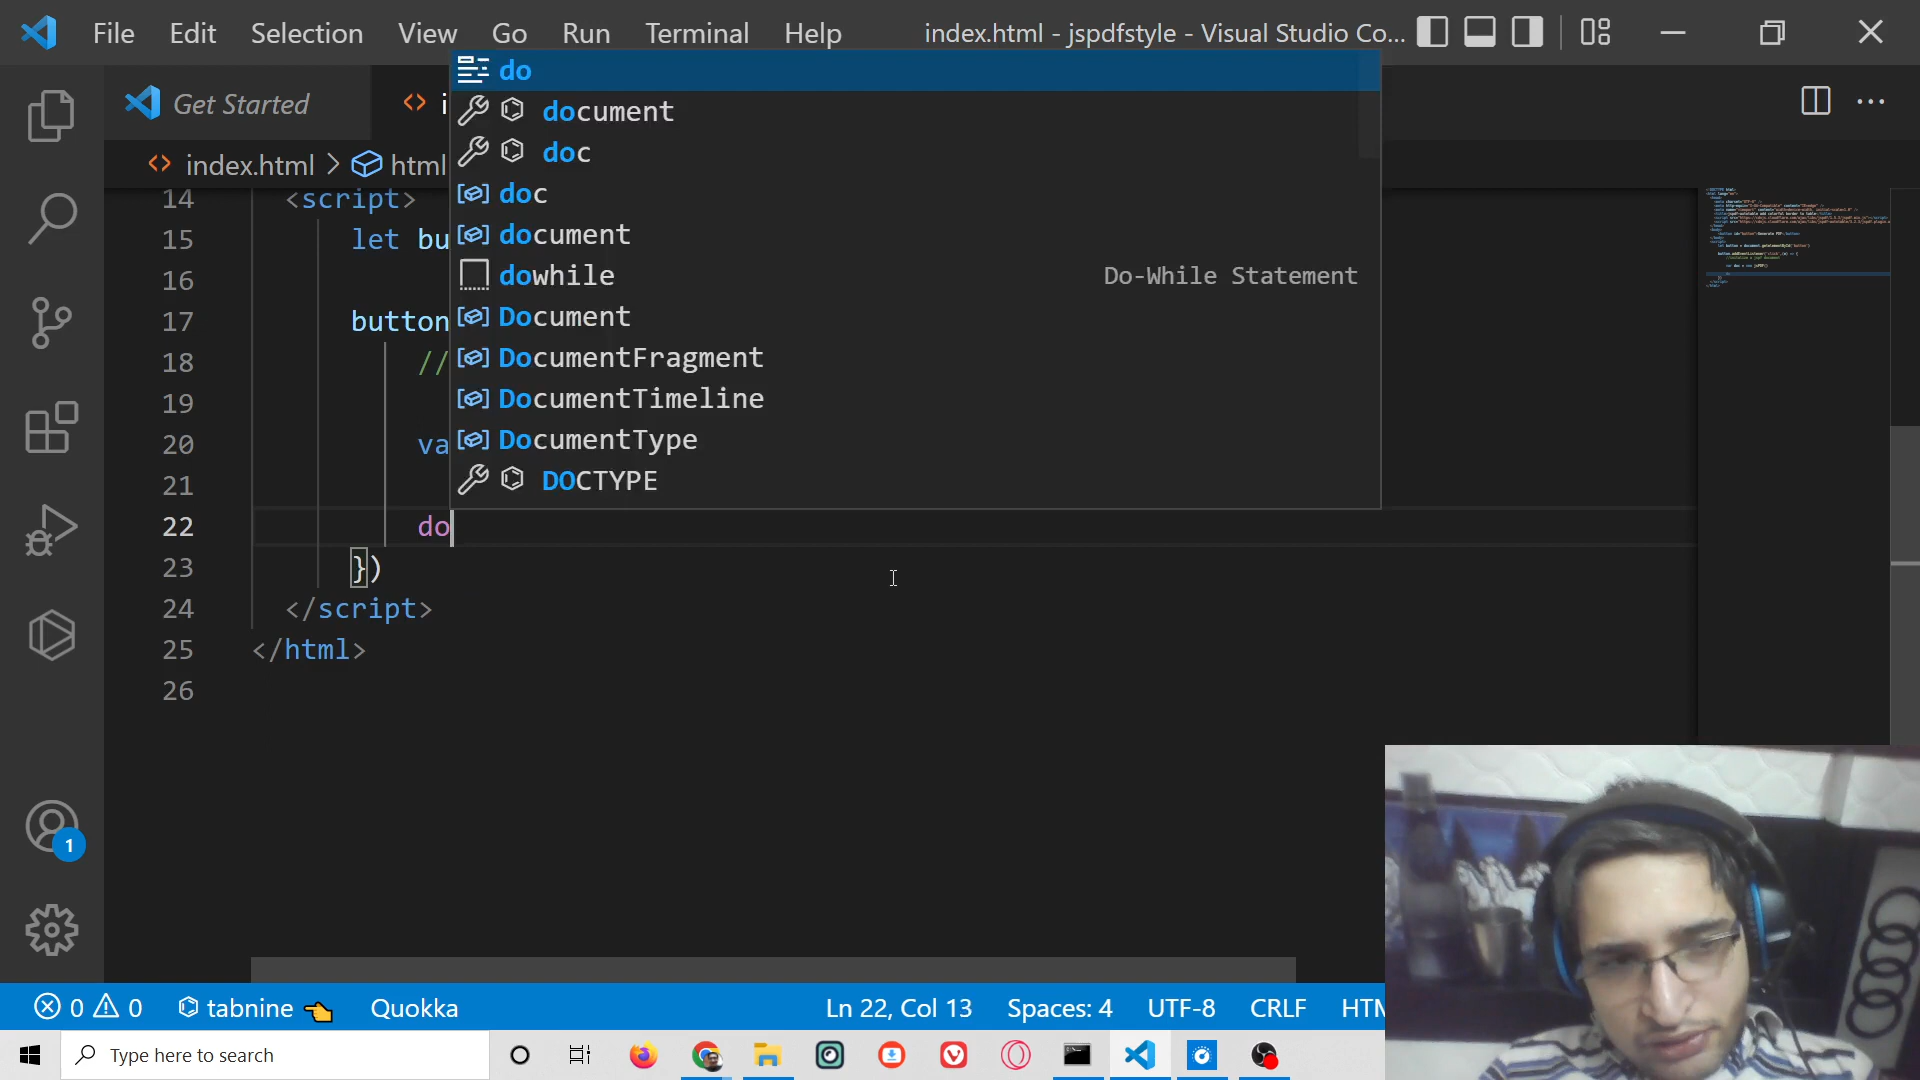 File Edit Selection View Go Run Terminal Help index.html - jspdfstyle - Visual Studio Co...
Get Started
index.html > html
do
document
doc
doc
document
dowhile Do-While Statement
Document
DocumentFragment
DocumentTimeline
DocumentType
DOCTYPE
14 <script>
15 let bu
16
17 button
18 //
19
20 va
21
22 do
23 })
24 </script>
25 </html>
26
1
0 0 tabnine Quokka Ln 22, Col 13 Spaces: 4 UTF-8 CRLF HTM
Type here to search